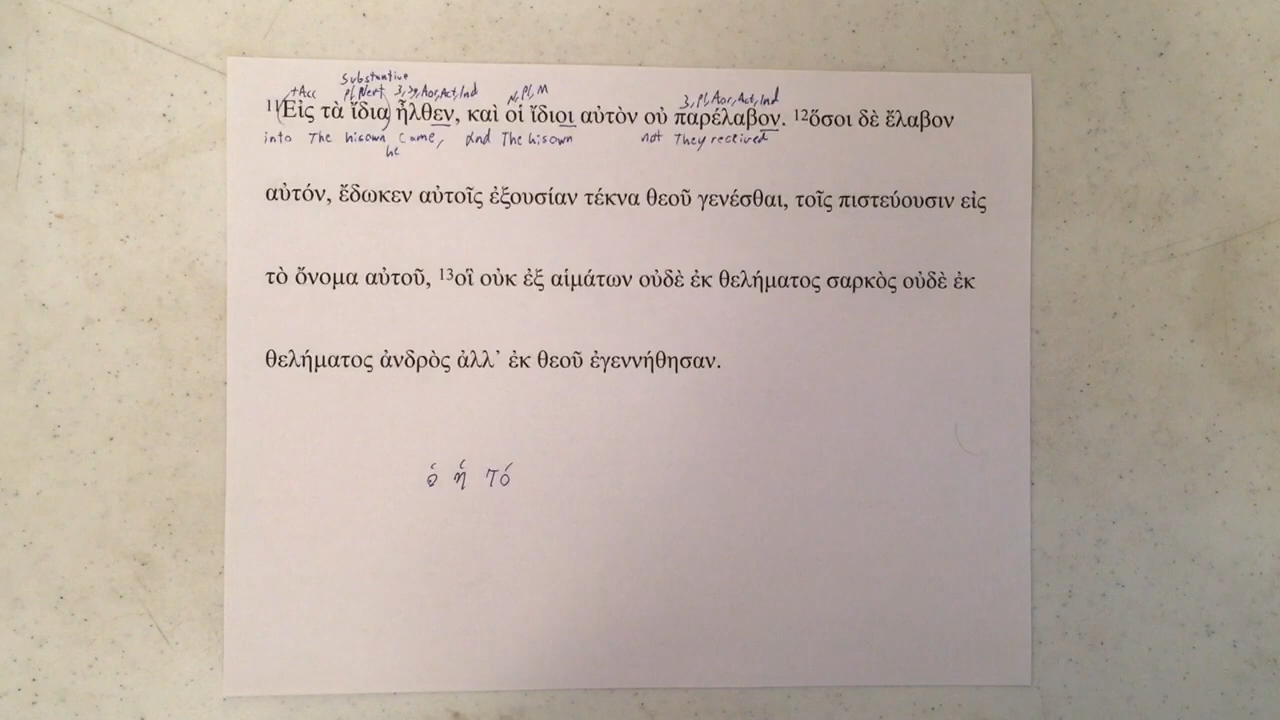 Substantive
+Acc Pl, Neut 3, Sg, Aor, Act, Ind N, Pl, M 3, Pl, Aor, Act, Ind
11(Εἰς τὰ ἴδια) ἦλθεν, καὶ οἱ ἴδιοι αὐτὸν οὐ παρέλαβον. 12ὅσοι δὲ ἔλαβον
into The hisown Came, and The hisown not They received
he
αὐτόν, ἔδωκεν αὐτοῖς ἐξουσίαν τέκνα θεοῦ γενέσθαι, τοῖς πιστεύουσιν εἰς
τὸ ὄνομα αὐτοῦ, 13οἳ οὐκ ἐξ αἱμάτων οὐδὲ ἐκ θελήματος σαρκὸς οὐδὲ ἐκ
θελήματος ἀνδρὸς ἀλλ᾽ ἐκ θεοῦ ἐγεννήθησαν.
ὁ ἡ τό